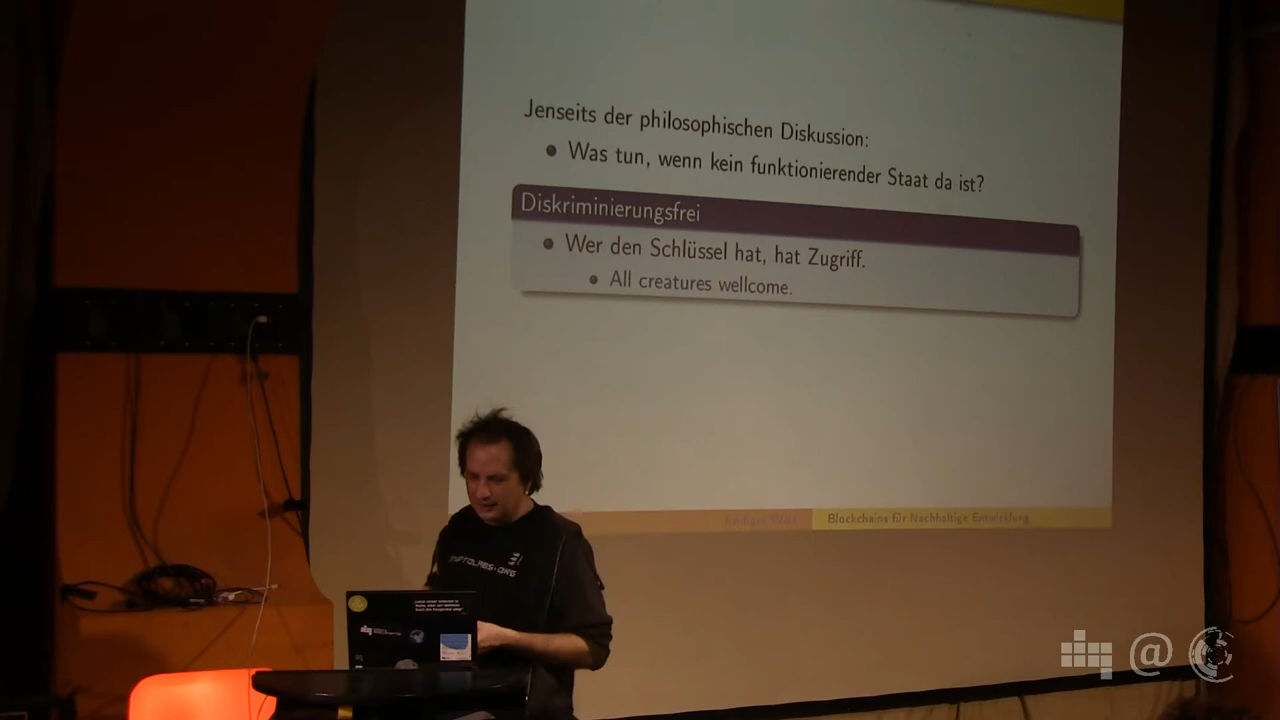 Jenseits der philosophischen Diskussion:
Was tun, wenn kein funktionierender Staat da ist?
Diskriminierungsfrei
Wer den Schlüssel hat, hat Zugriff.
All creatures wellcome.
Blockchains für Nachhaltige Entwicklung